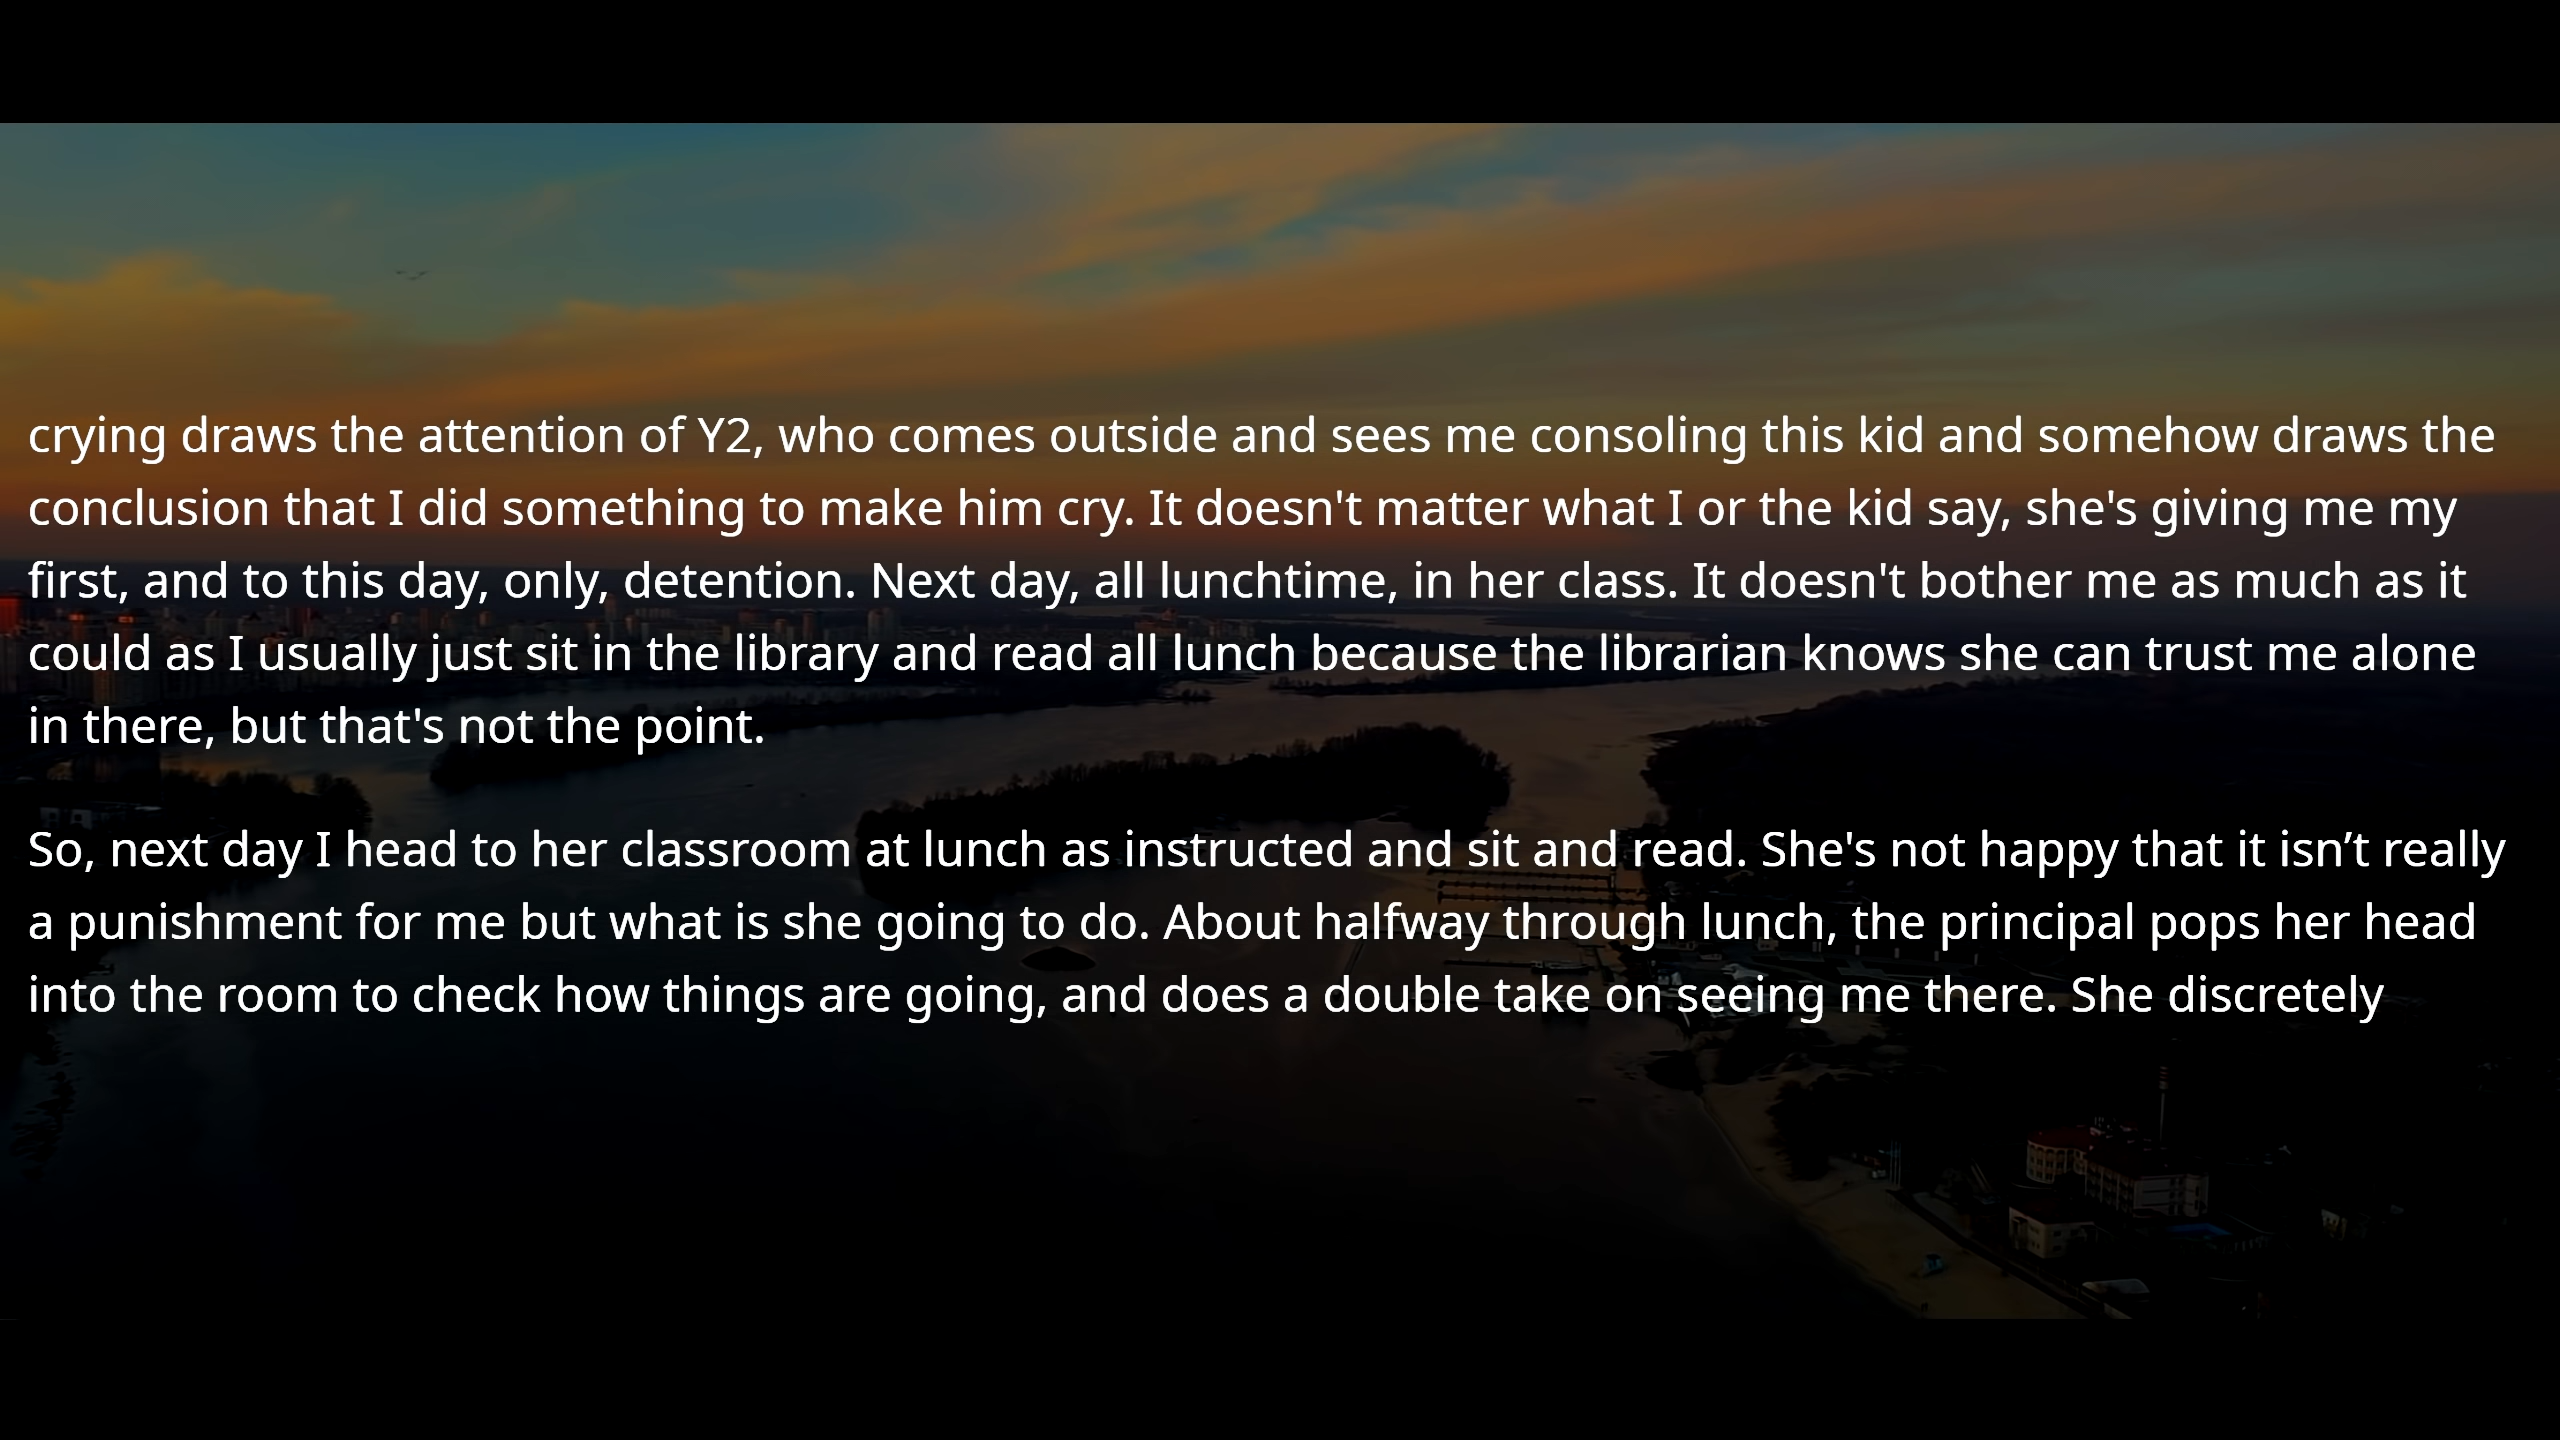 crying draws the attention of Y2, who comes outside and sees me consoling this kid and somehow draws the
conclusion that I did something to make him cry. It doesn't matter what I or the kid say, she's giving me my
first, and to this day, only, detention. Next day, all lunchtime, in her class. It doesn't bother me as much as it
could as I usually just sit in the library and read all lunch because the librarian knows she can trust me alone
in there, but that's not the point.
So, next day I head to her classroom at lunch as instructed and sit and read. She's not happy that it isn’t really
a punishment for me but what is she going to do. About halfway through lunch, the principal pops her head
into the room to check how things are going, and does a double take on seeing me there. She discretely